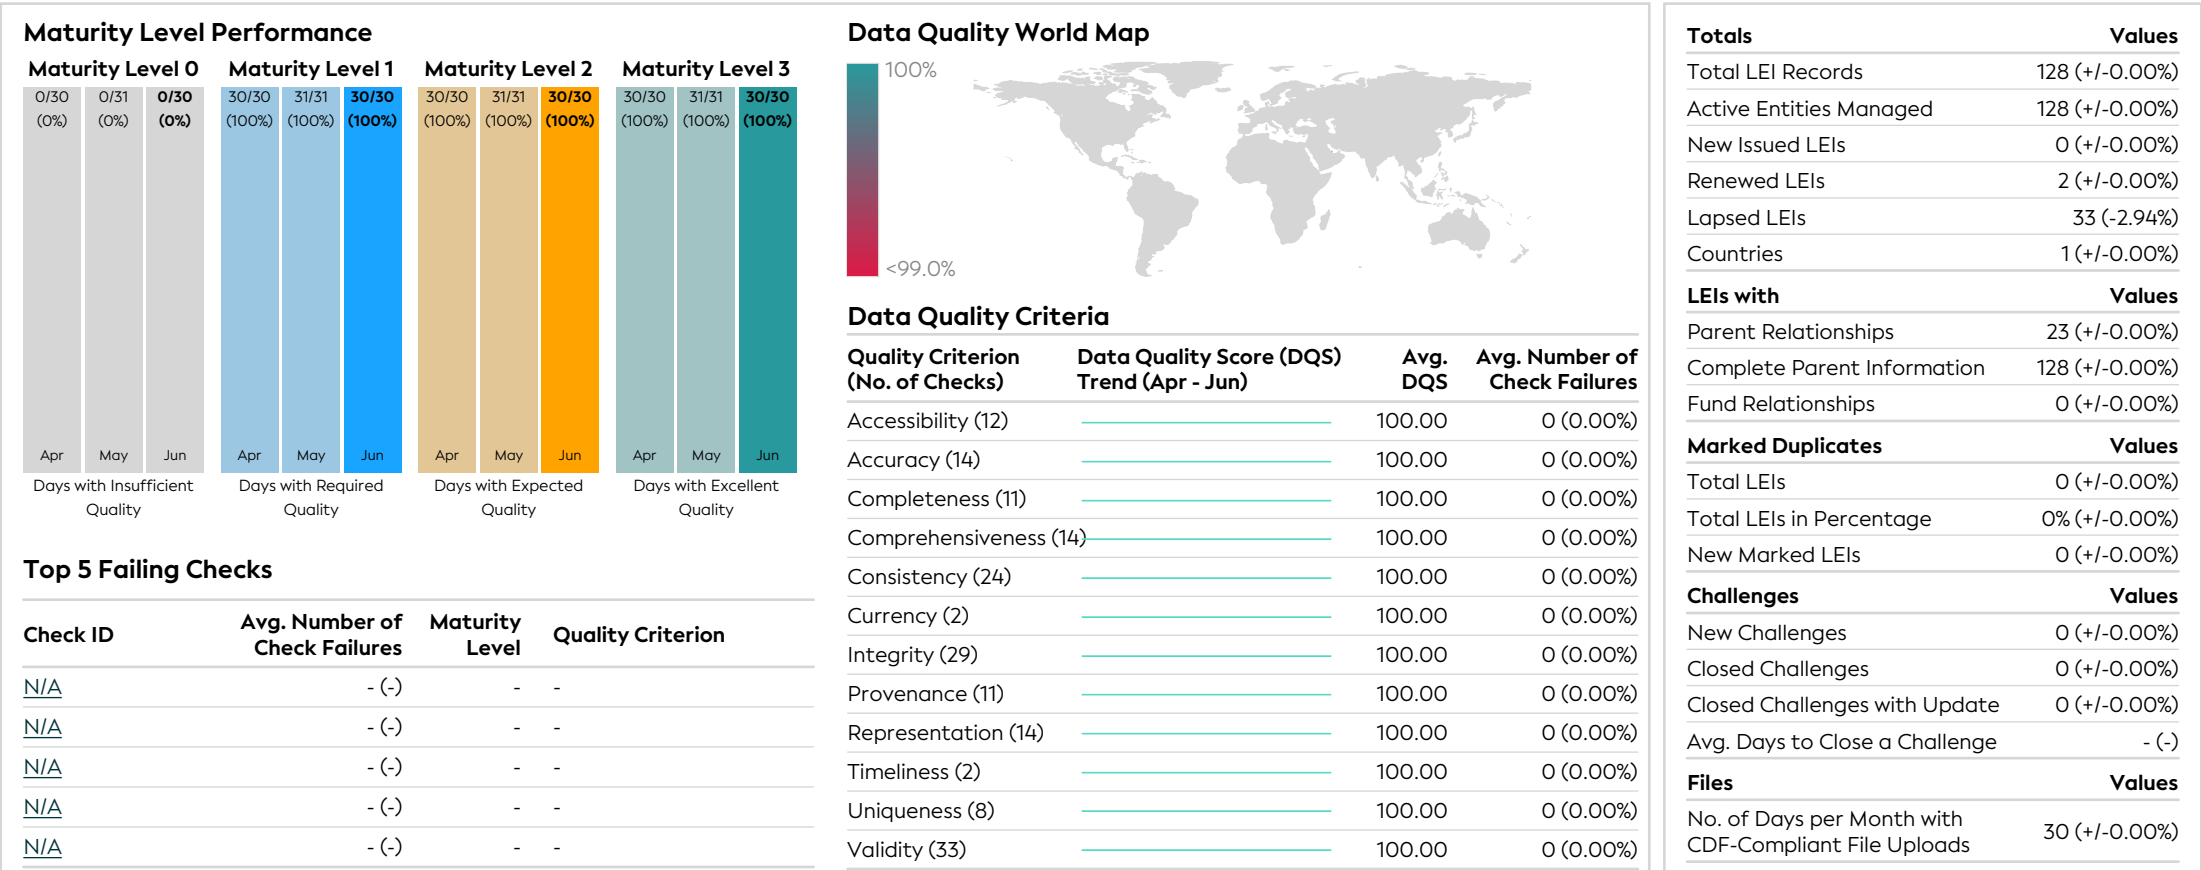 Maturity Level Performance
Maturity Level 0
Maturity Level 1
Maturity Level 2
Maturity Level 3
0/30 0/31 0/30
(0%) (0%) (0%)
30/30 31/31 30/30
(100%) (100%) (100%)
30/30 31/31 30/30
(100%) (100%) (100%)
30/30 31/31 30/30
(100%) (100%) (100%)
Apr May Jun
Apr May Jun
Apr May Jun
Apr May Jun
Days with Insufficient
Quality
Days with Required
Quality
Days with Expected
Quality
Days with Excellent
Quality
Top 5 Failing Checks
Check ID
Avg. Number of
Check Failures
Maturity
Level
Quality Criterion
N/A - (-) - -
N/A - (-) - -
N/A - (-) - -
N/A - (-) - -
N/A - (-) - -
Data Quality World Map
100%
<99.0%
Data Quality Criteria
Quality Criterion
(No. of Checks)
Data Quality Score (DQS)
Trend (Apr - Jun)
Avg.
DQS
Avg. Number of
Check Failures
Accessibility (12) 100.00 0 (0.00%)
Accuracy (14) 100.00 0 (0.00%)
Completeness (11) 100.00 0 (0.00%)
Comprehensiveness (14) 100.00 0 (0.00%)
Consistency (24) 100.00 0 (0.00%)
Currency (2) 100.00 0 (0.00%)
Integrity (29) 100.00 0 (0.00%)
Provenance (11) 100.00 0 (0.00%)
Representation (14) 100.00 0 (0.00%)
Timeliness (2) 100.00 0 (0.00%)
Uniqueness (8) 100.00 0 (0.00%)
Validity (33) 100.00 0 (0.00%)
Totals Values
Total LEI Records 128 (+/-0.00%)
Active Entities Managed 128 (+/-0.00%)
New Issued LEIs 0 (+/-0.00%)
Renewed LEIs 2 (+/-0.00%)
Lapsed LEIs 33 (-2.94%)
Countries 1 (+/-0.00%)
LEIs with Values
Parent Relationships 23 (+/-0.00%)
Complete Parent Information 128 (+/-0.00%)
Fund Relationships 0 (+/-0.00%)
Marked Duplicates Values
Total LEIs 0 (+/-0.00%)
Total LEIs in Percentage 0% (+/-0.00%)
New Marked LEIs 0 (+/-0.00%)
Challenges Values
New Challenges 0 (+/-0.00%)
Closed Challenges 0 (+/-0.00%)
Closed Challenges with Update 0 (+/-0.00%)
Avg. Days to Close a Challenge - (-)
Files Values
No. of Days per Month with
CDF-Compliant File Uploads 30 (+/-0.00%)